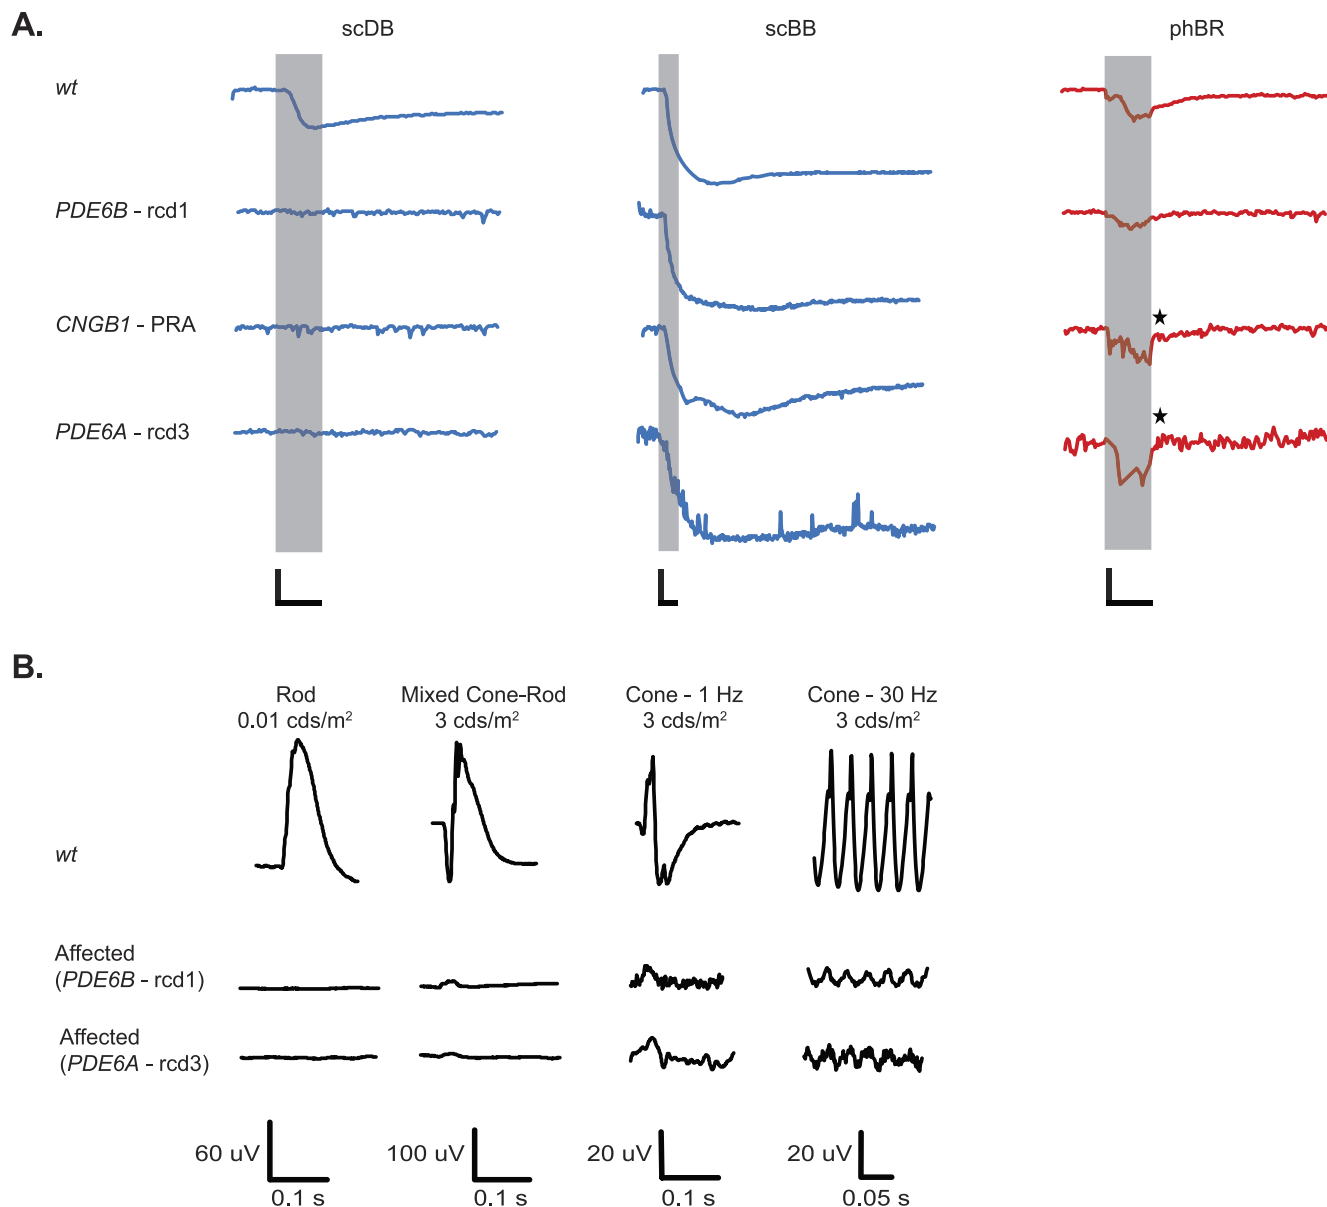 A.
scDB
scBB
phBR
wt
PDE6B - rcd1
CNGB1 - PRA
PDE6A - rcd3
B.
Rod
0.01 cds/m²
Mixed Cone-Rod
3 cds/m²
Cone - 1 Hz
3 cds/m²
Cone - 30 Hz
3 cds/m²
wt
Affected
(PDE6B - rcd1)
Affected
(PDE6A - rcd3)
60 uV
0.1 s
100 uV
0.1 s
20 uV
0.1 s
20 uV
0.05 s